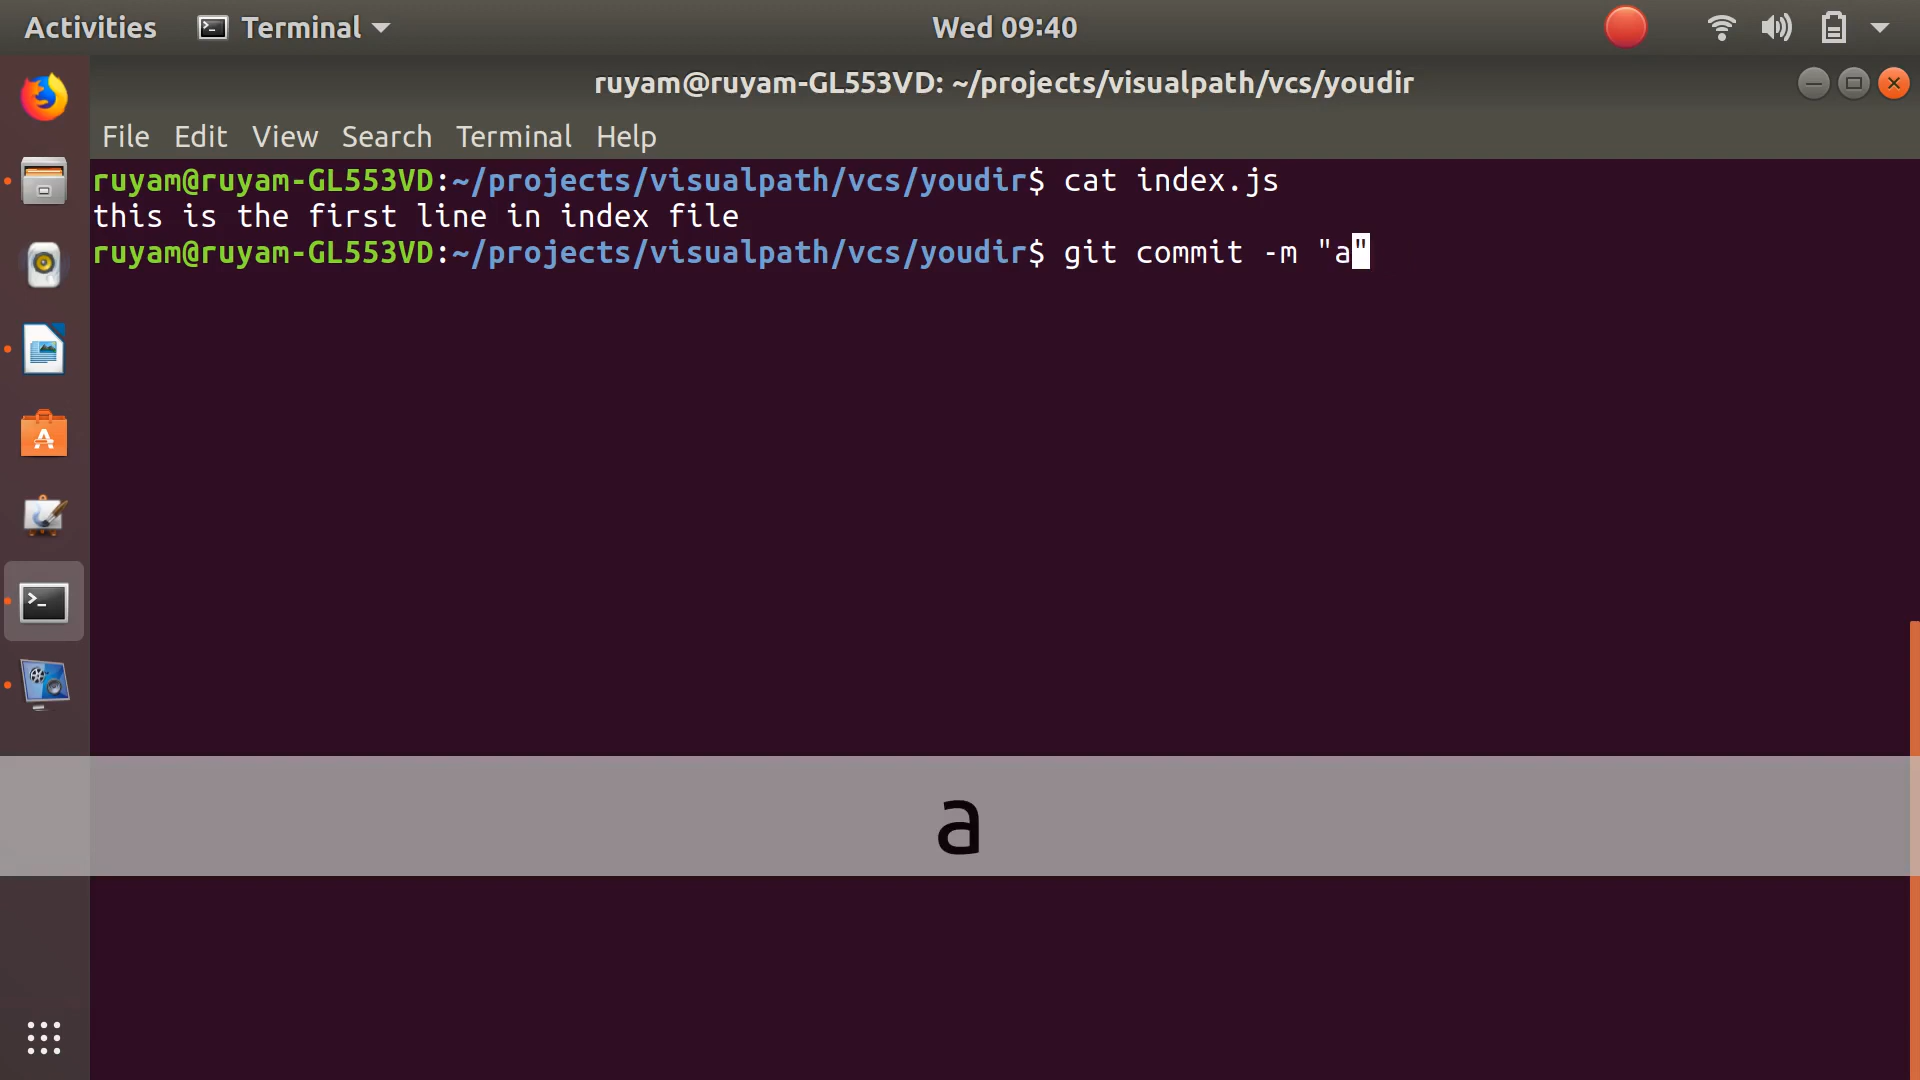 Activities Terminal Wed 09:40
ruyam@ruyam-GL553VD: ~/projects/visualpath/vcs/youdir
File Edit View Search Terminal Help
ruyam@ruyam-GL553VD:~/projects/visualpath/vcs/youdir$ cat index.js
this is the first line in index file
ruyam@ruyam-GL553VD:~/projects/visualpath/vcs/youdir$ git commit -m "a"
a